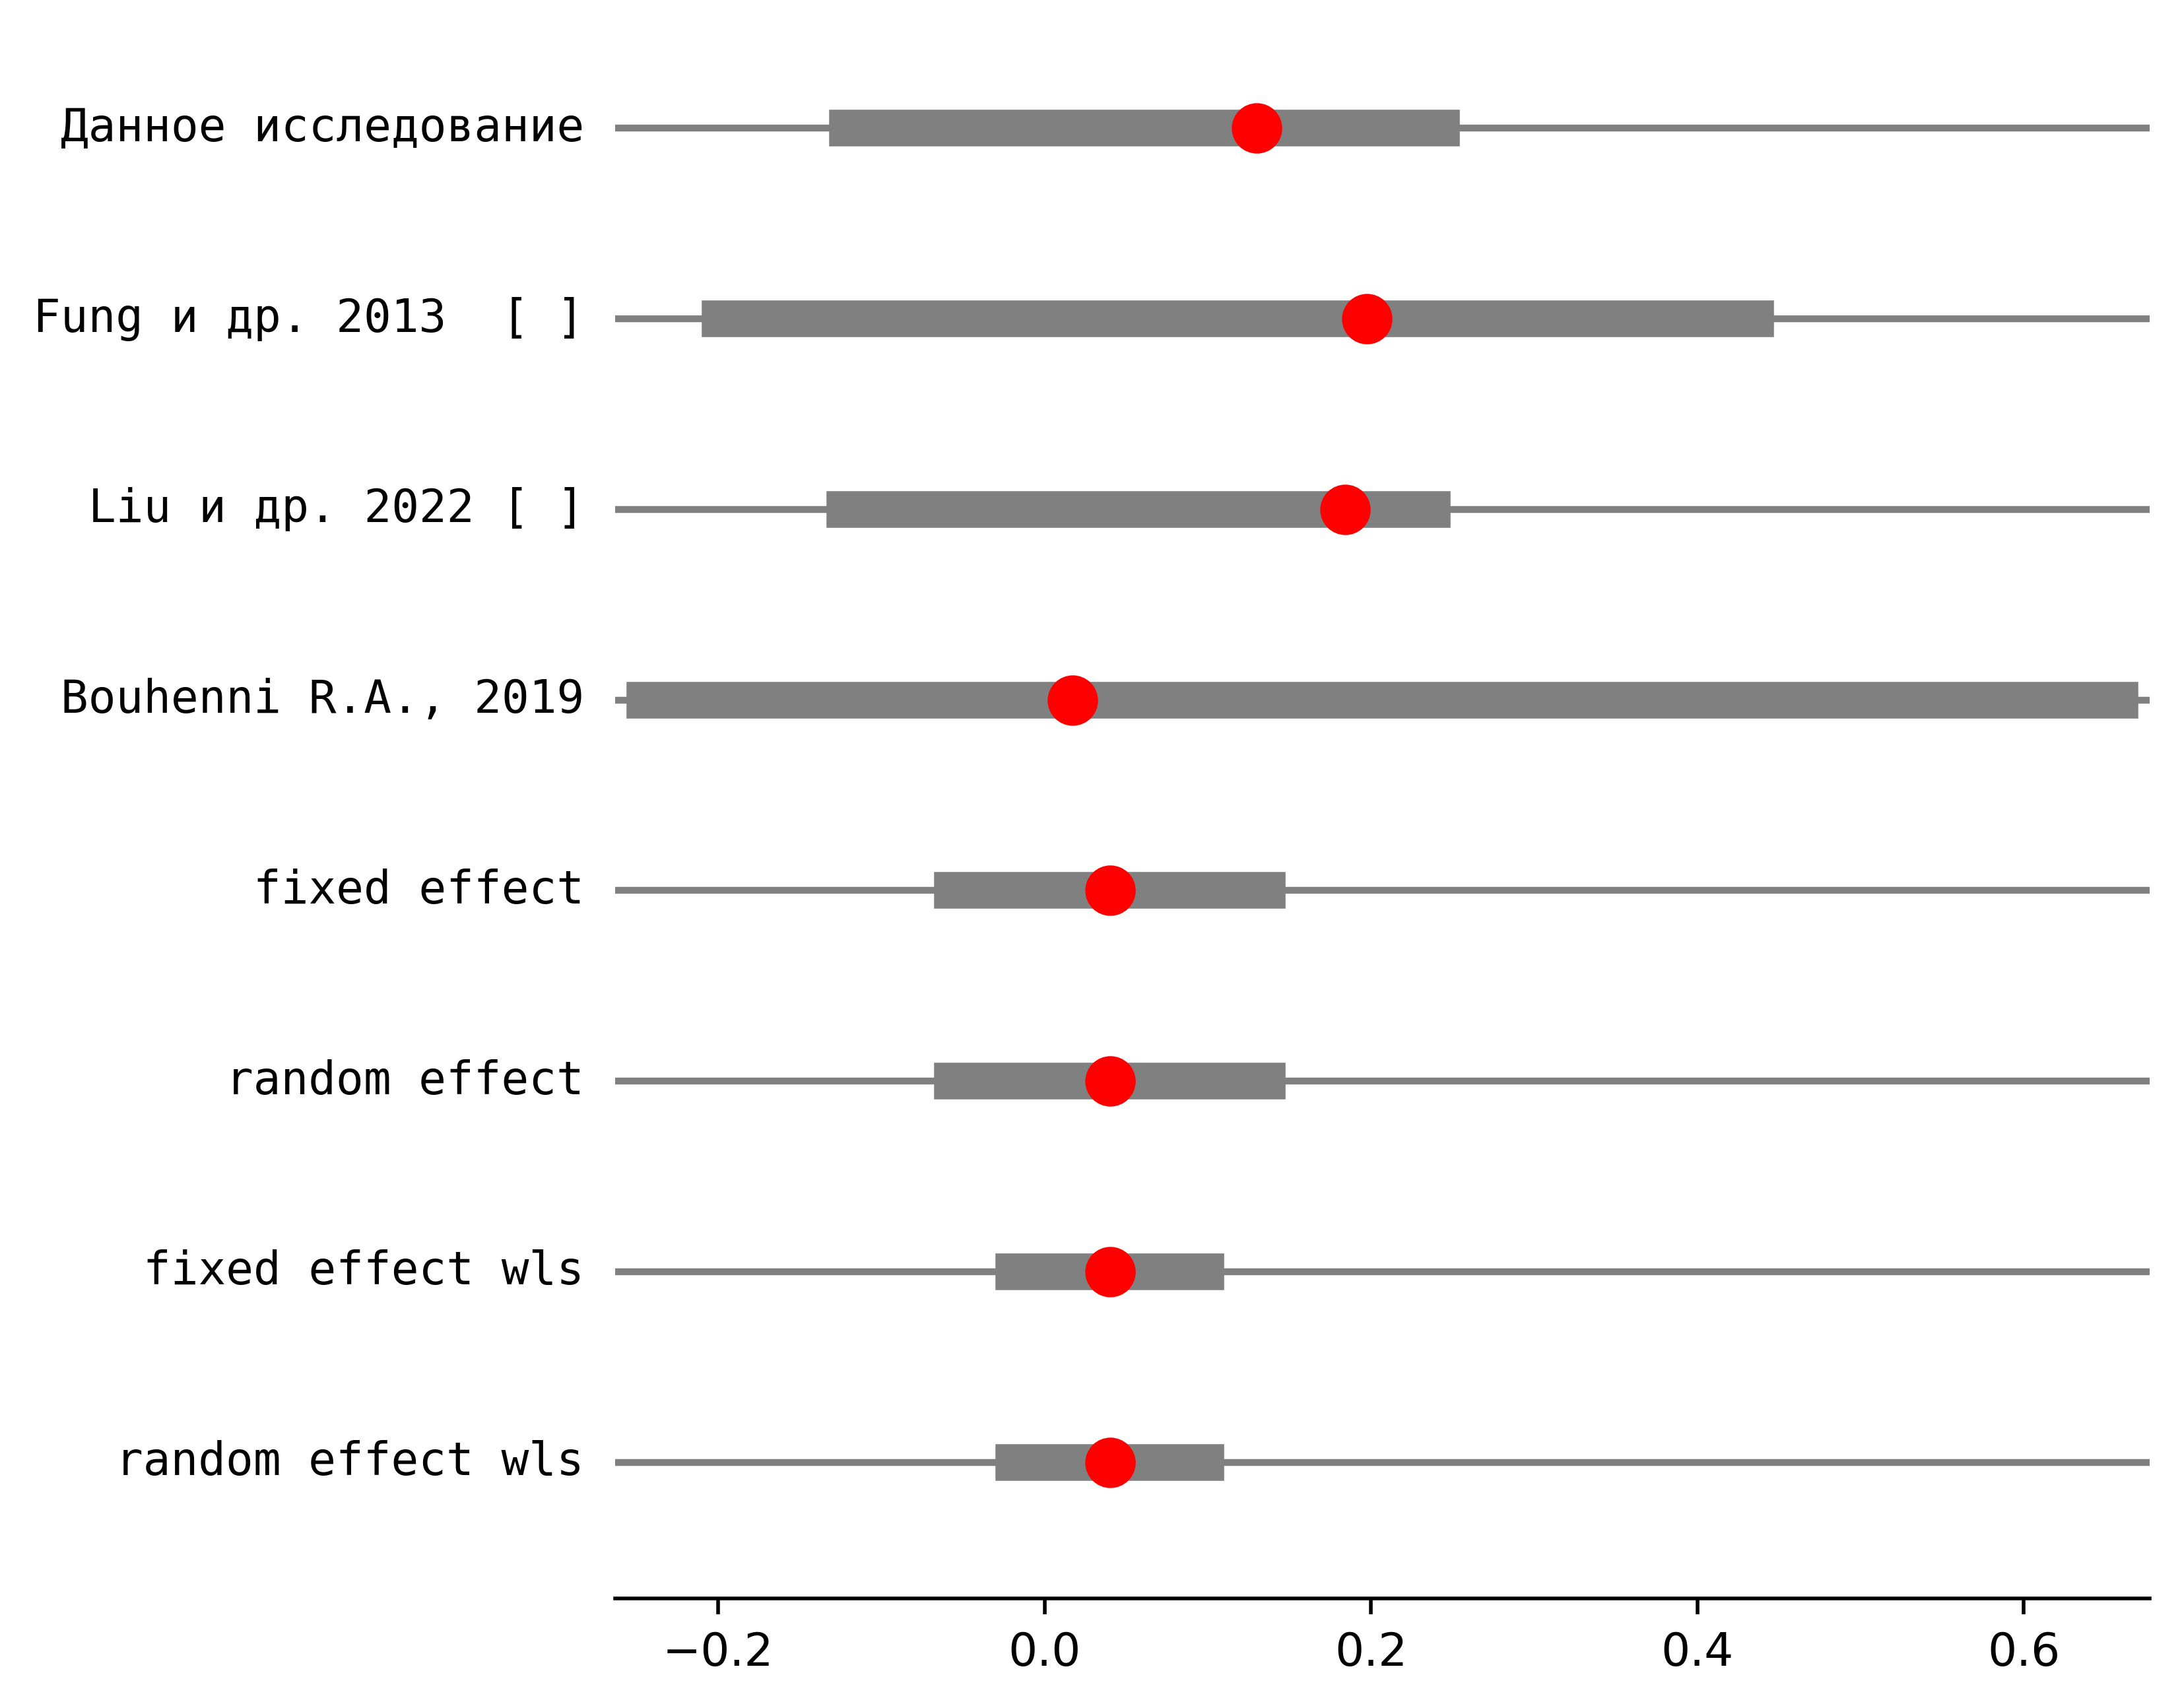 Данное исследование
Fung и др. 2013  [ ]
Liu и др. 2022 [ ]
Bouhenni R.A., 2019
fixed effect
random effect
fixed effect wls
random effect wls
−0.2 0.0 0.2 0.4 0.6